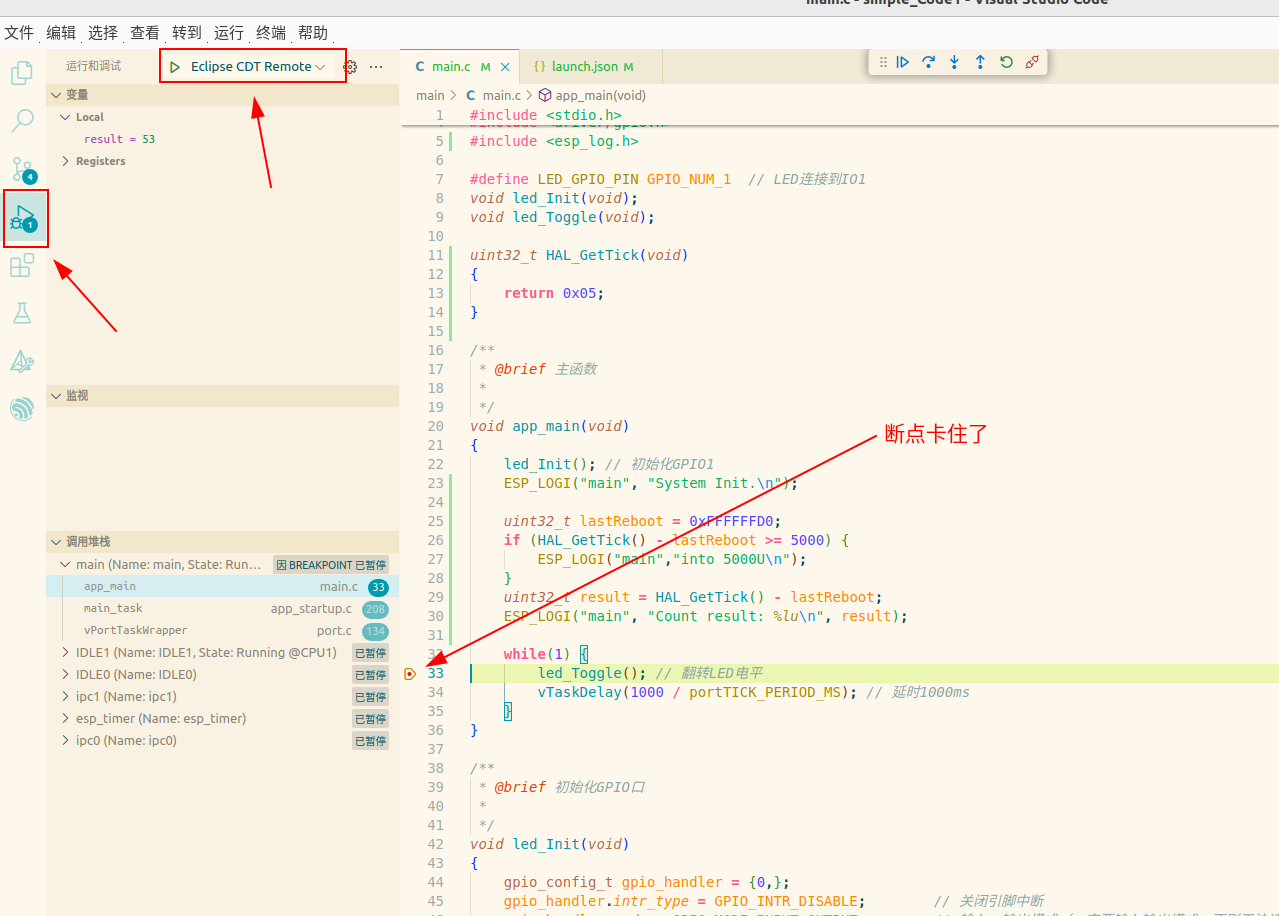 main.c - simple_Code1 - Visual Studio Code
文件 编辑 选择 查看 转到 运行 终端 帮助
运行和调试
Eclipse CDT Remote
变量
Local
result = 53
Registers
监视
调用堆栈
main (Name: main, State: Run... 因 BREAKPOINT 已暂停
app_main main.c 33
main_task app_startup.c 208
vPortTaskWrapper port.c 134
IDLE1 (Name: IDLE1, State: Running @CPU1) 已暂停
IDLE0 (Name: IDLE0) 已暂停
ipc1 (Name: ipc1) 已暂停
esp_timer (Name: esp_timer) 已暂停
ipc0 (Name: ipc0) 已暂停
4
1
C main.c M
{} launch.json M
main > C main.c > app_main(void)
1 #include <stdio.h>
4 #include <driver/gpio.h>
5 #include <esp_log.h>
6
7 #define LED_GPIO_PIN GPIO_NUM_1 // LED连接到IO1
8 void led_Init(void);
9 void led_Toggle(void);
10
11 uint32_t HAL_GetTick(void)
12 {
13 return 0x05;
14 }
15
16 /**
17 * @brief 主函数
18 *
19 */
20 void app_main(void)
21 {
22 led_Init(); // 初始化GPIO1
23 ESP_LOGI("main", "System Init.\n");
24
25 uint32_t lastReboot = 0xFFFFFFD0;
26 if (HAL_GetTick() - lastReboot >= 5000) {
27 ESP_LOGI("main","into 5000U\n");
28 }
29 uint32_t result = HAL_GetTick() - lastReboot;
30 ESP_LOGI("main", "Count result: %lu\n", result);
31
32 while(1) {
33 led_Toggle(); // 翻转LED电平
34 vTaskDelay(1000 / portTICK_PERIOD_MS); // 延时1000ms
35 }
36 }
37
38 /**
39 * @brief 初始化GPIO口
40 *
41 */
42 void led_Init(void)
43 {
44 gpio_config_t gpio_handler = {0,};
45 gpio_handler.intr_type = GPIO_INTR_DISABLE; // 关闭引脚中断
断点卡住了